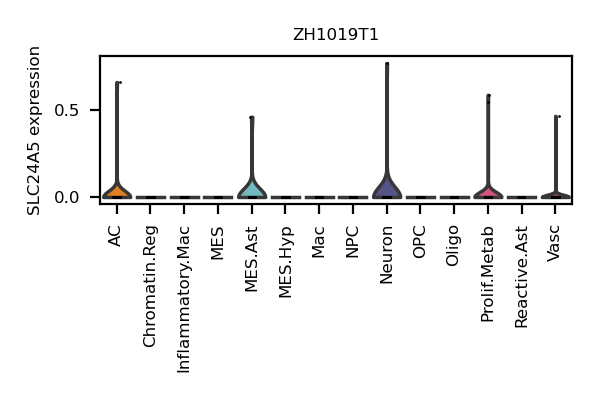 ZH1019T1
SLC24A5 expression
0.5
0.0
AC
Chromatin.Reg
Inflammatory.Mac
MES
MES.Ast
MES.Hyp
Mac
NPC
Neuron
OPC
Oligo
Prolif.Metab
Reactive.Ast
Vasc